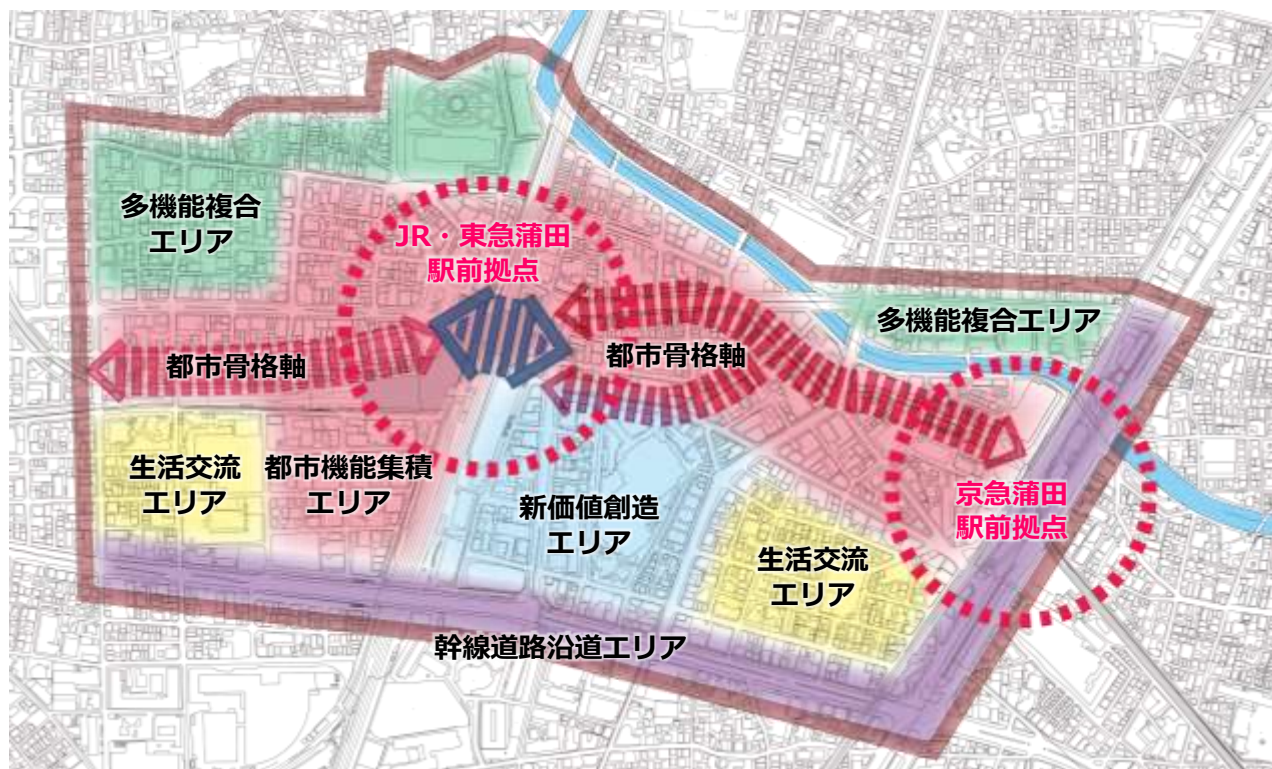 多機能複合
エリア
JR・東急蒲田
駅前拠点
多機能複合エリア
都市骨格軸
都市骨格軸
生活交流
エリア
都市機能集積
エリア
新価値創造
エリア
京急蒲田
駅前拠点
生活交流
エリア
幹線道路沿道エリア